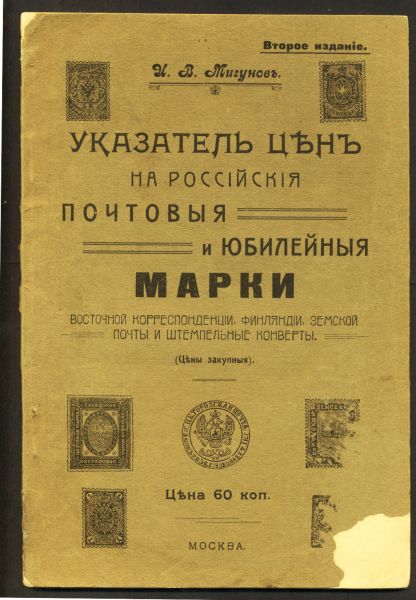 Второе изданіе.
И. В. Мигуновъ.
УКАЗАТЕЛЬ ЦѢНЪ
НА РОССІЙСКІЯ
ПОЧТОВЫЯ
И ЮБИЛЕЙНЫЯ
МАРКИ
ВОСТОЧНОЙ КОРРЕСПОНДЕНЦІИ, ФИНЛЯНДІИ, ЗЕМСКОЙ
ПОЧТЫ И ШТЕМПЕЛЬНЫЕ КОНВЕРТЫ.
(Цѣны закупныя).
Цѣна 60 коп.
МОСКВА.